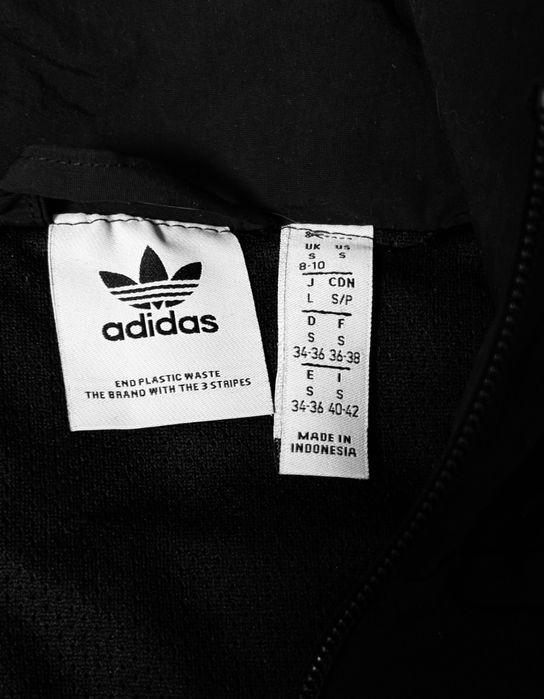 adidas
END PLASTIC WASTE
THE BRAND WITH THE 3 STRIPES
UK US
S S
8-10
J CDN
L S/P
D F
S S
34-36 36-38
E I
S S
34-36 40-42
MADE IN
INDONESIA